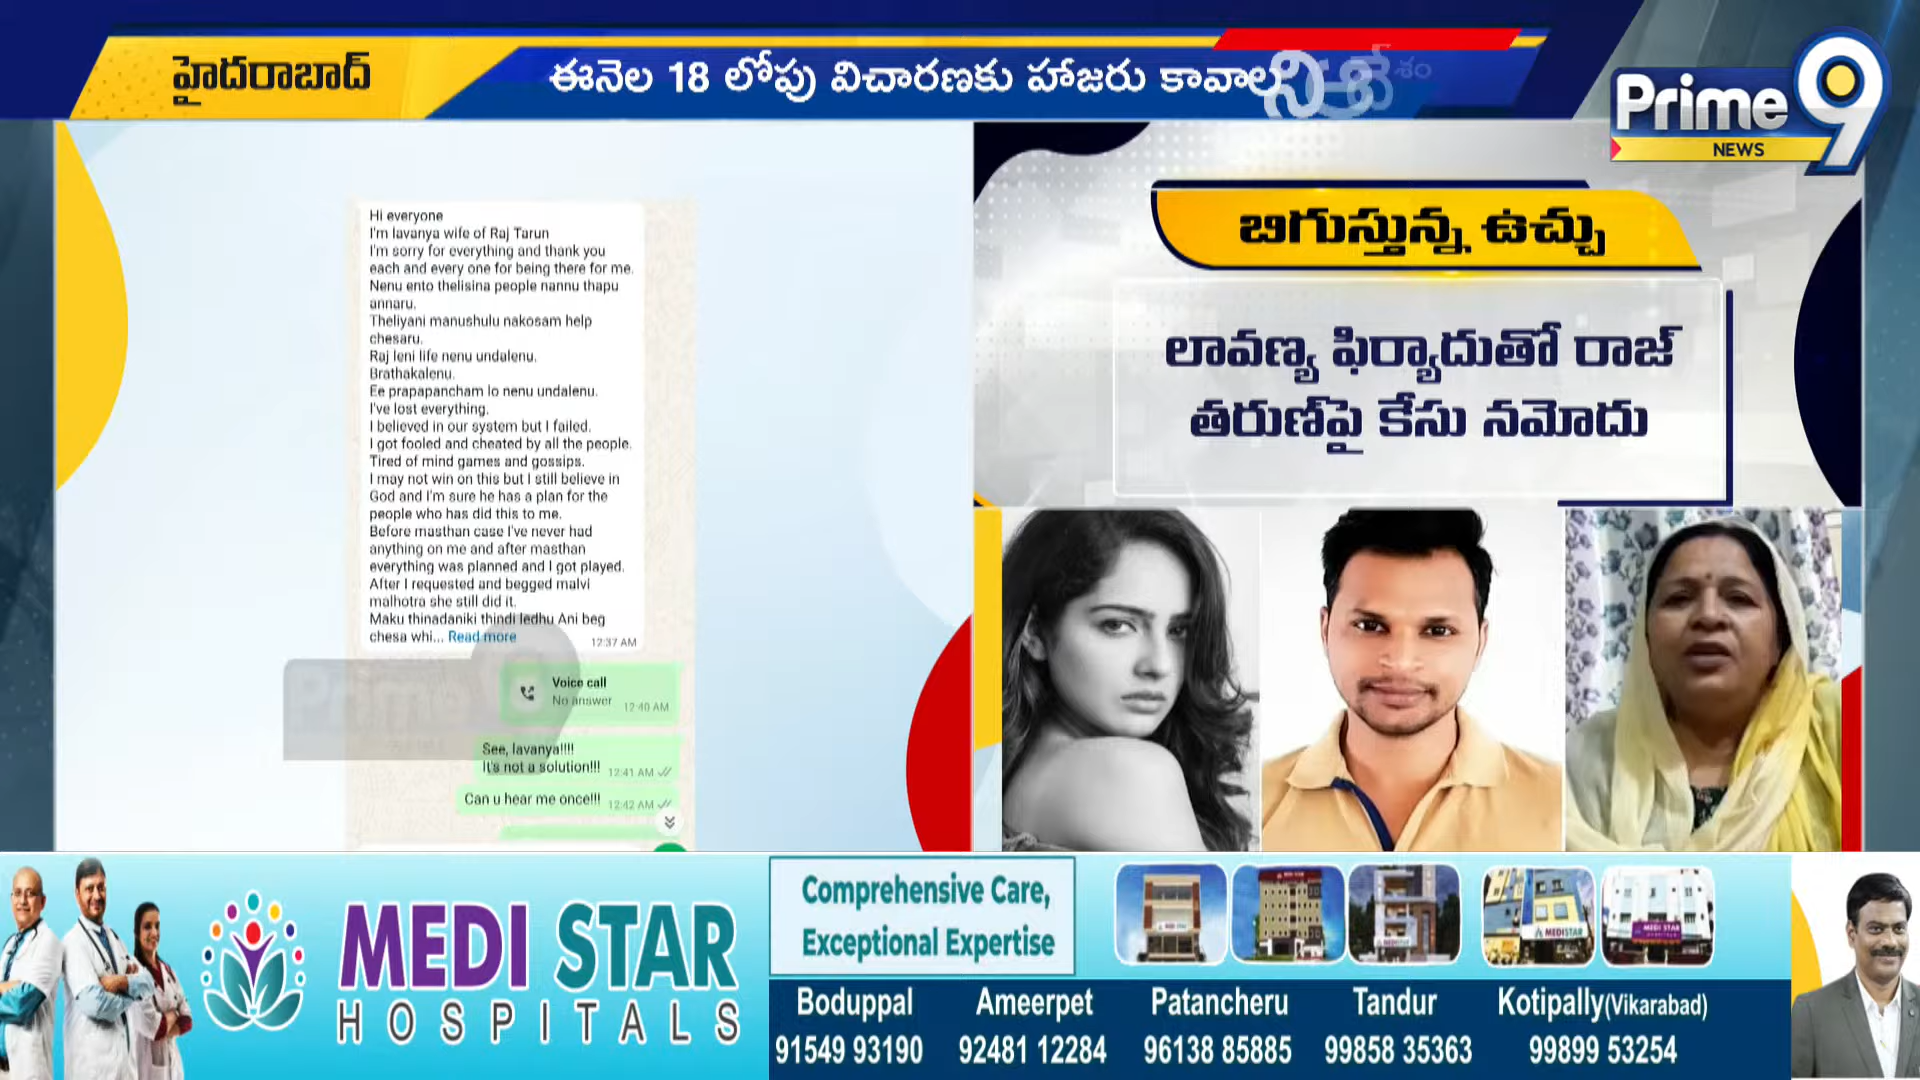 హైదరాబాద్
ఈనెల 18 లోపు విచారణకు హాజరు కావాల
Prime9
NEWS
బిగుస్తున్న ఉచ్చు
లావణ్య ఫిర్యాదుతో రాజ్
తరుణ్‌పై కేసు నమోదు
Hi everyone
I'm lavanya wife of Raj Tarun
I'm sorry for everything and thank you
each and every one for being there for me.
Nenu ento thelisina people nannu thapu
annaru.
Theliyani manushulu nakosam help
chesaru.
Raj leni life nenu undalenu.
Brathakalenu.
Ee prapapancham lo nenu undalenu.
I've lost everything.
I believed in our system but I failed.
I got fooled and cheated by all the people.
Tired of mind games and gossips.
I may not win on this but I still believe in
God and I'm sure he has a plan for the
people who has did this to me.
Before masthan case I've never had
anything on me and after masthan
everything was planned and I got played.
After I requested and begged malvi
malhotra she still did it.
Maku thinadaniki thindi ledhu Ani beg
chesa whi... Read more
12:37 AM
Voice call
No answer 12:40 AM
See, lavanya!!!!
It's not a solution!!! 12:41 AM
Can u hear me once!!! 12:42 AM
Prime
MEDI STAR
HOSPITALS
Comprehensive Care,
Exceptional Expertise
MEDI STAR
MEDI STAR
MEDISTAR
MEDISTAR
MEDI STAR
Boduppal Ameerpet Patancheru Tandur Kotipally(Vikarabad)
91549 93190 92481 12284 96138 85885 99858 35363 99899 53254